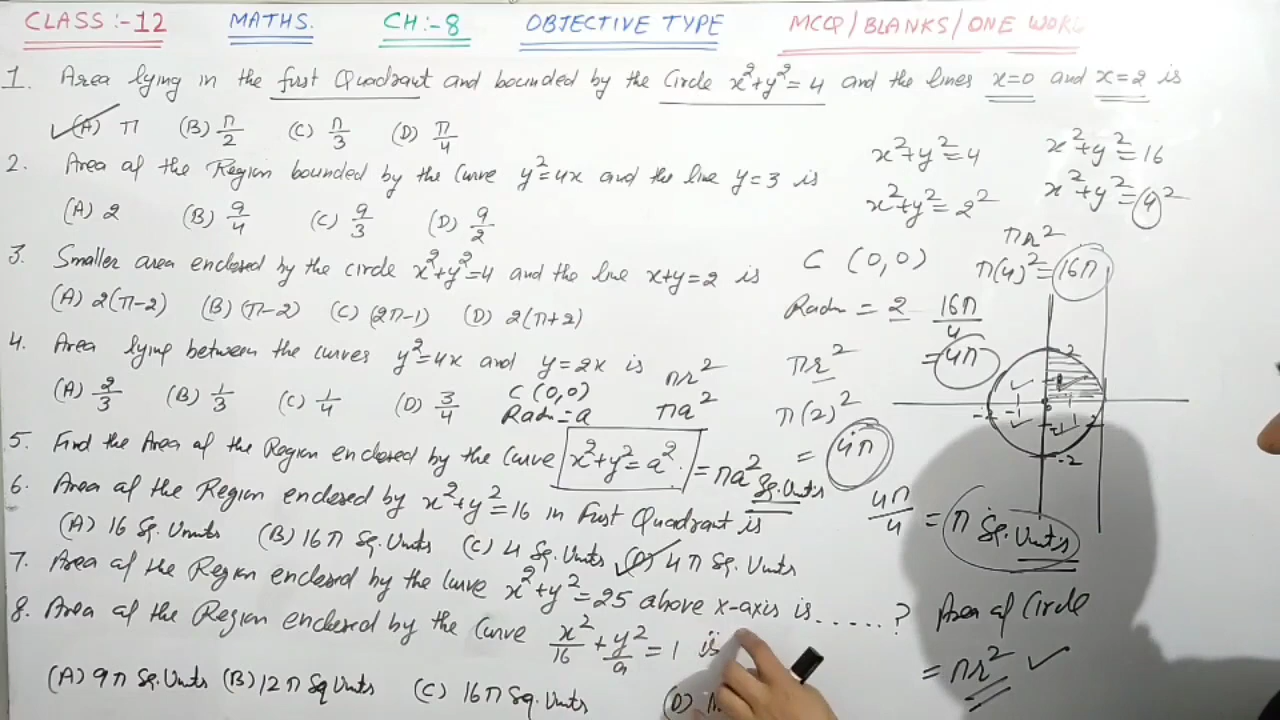 CLASS:-12 MATHS. CH:-8 OBJECTIVE TYPE MCQ/BLANKS/ONE WORD
1. Area lying in the first Quadrant and bounded by the Circle x²+y²=4 and the lines x=0 and x=2 is
(A) π (B) π/2 (C) π/3 (D) π/4
2. Area of the Region bounded by the Curve y²=4x and the line y=3 is
(A) 2 (B) 9/4 (C) 9/3 (D) 9/2
3. Smaller area enclosed by the circle x²+y²=4 and the line x+y=2 is
(A) 2(π-2) (B) (π-2) (C) (2π-1) (D) 2(π+2)
4. Area lying between the curves y²=4x and y=2x is
(A) 2/3 (B) 1/3 (C) 1/4 (D) 3/4
C (0,0)
Radu=a
πr²
πa²
5. Find the Area of the Region enclosed by the Curve x²+y²=a². = πa² Sq. Units
6. Area of the Region enclosed by x²+y²=16 in First Quadrant is
(A) 16 Sq. Units (B) 16π Sq. Units (C) 4 Sq. Units (D) 4π Sq. Units
7. Area of the Region enclosed by the Curve x²+y²=25 above x-axis is.....?
8. Area of the Region enclosed by the Curve x²/16 + y²/9 = 1 is
(A) 9π Sq. Units (B) 12π Sq Units (C) 16π Sq. Units (D)
x²+y²=4
x²+y²=2²
C (0,0)
Radu = 2
πr²
π(2)²
= 4π
4π/4 = π Sq. Units
x²+y²=16
x²+y²=4²
πr²
π(4)²=16π
16π/4
=4π
2
-2
2
-2
Area of Circle
= πr²